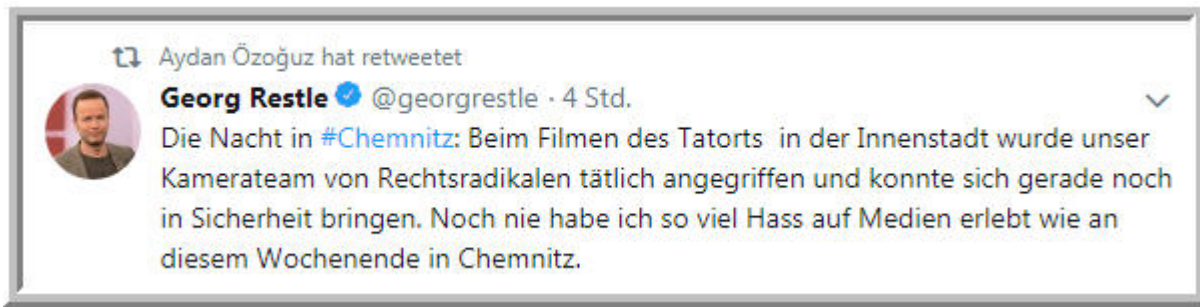 Aydan Özoğuz hat retweetet
Georg Restle @georgrestle · 4 Std.
Die Nacht in #Chemnitz: Beim Filmen des Tatorts in der Innenstadt wurde unser
Kamerateam von Rechtsradikalen tätlich angegriffen und konnte sich gerade noch
in Sicherheit bringen. Noch nie habe ich so viel Hass auf Medien erlebt wie an
diesem Wochenende in Chemnitz.